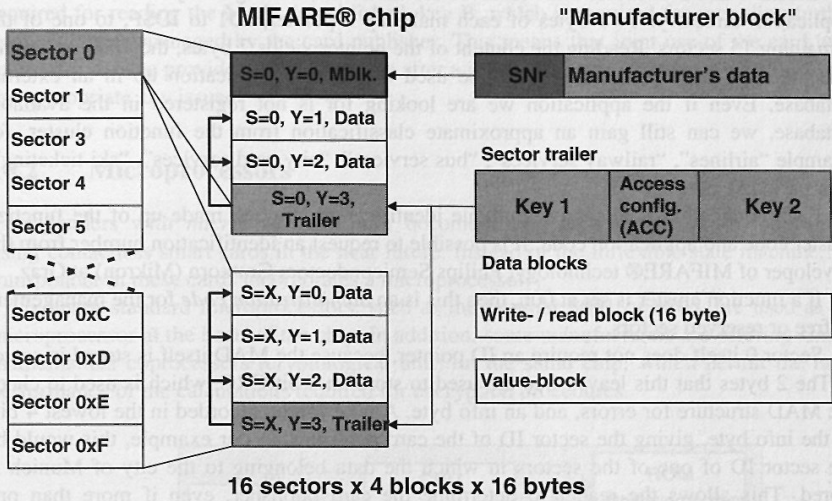 MIFARE® chip
"Manufacturer block"
Sector 0
Sector 1
Sector 3
Sector 4
Sector 5
Sector 0xC
Sector 0xD
Sector 0xE
Sector 0xF
S=0, Y=0, Mblk.
S=0, Y=1, Data
S=0, Y=2, Data
S=0, Y=3,
Trailer
S=X, Y=0, Data
S=X, Y=1, Data
S=X, Y=2, Data
S=X, Y=3, Trailer
SNr
Manufacturer's data
Sector trailer
Key 1
Access
config.
(ACC)
Key 2
Data blocks
Write- / read block (16 byte)
Value-block
16 sectors x 4 blocks x 16 bytes